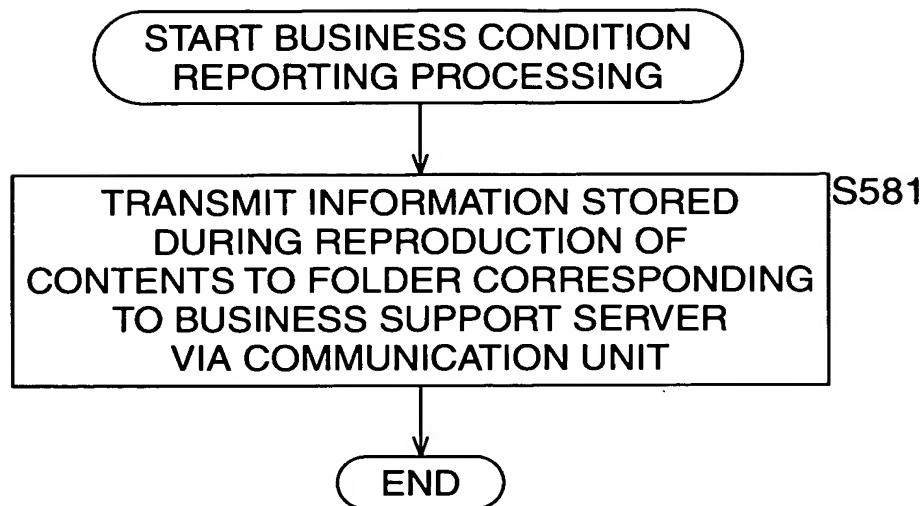 START BUSINESS CONDITION
REPORTING PROCESSING
S581
TRANSMIT INFORMATION STORED
DURING REPRODUCTION OF
CONTENTS TO FOLDER CORRESPONDING
TO BUSINESS SUPPORT SERVER
VIA COMMUNICATION UNIT
END